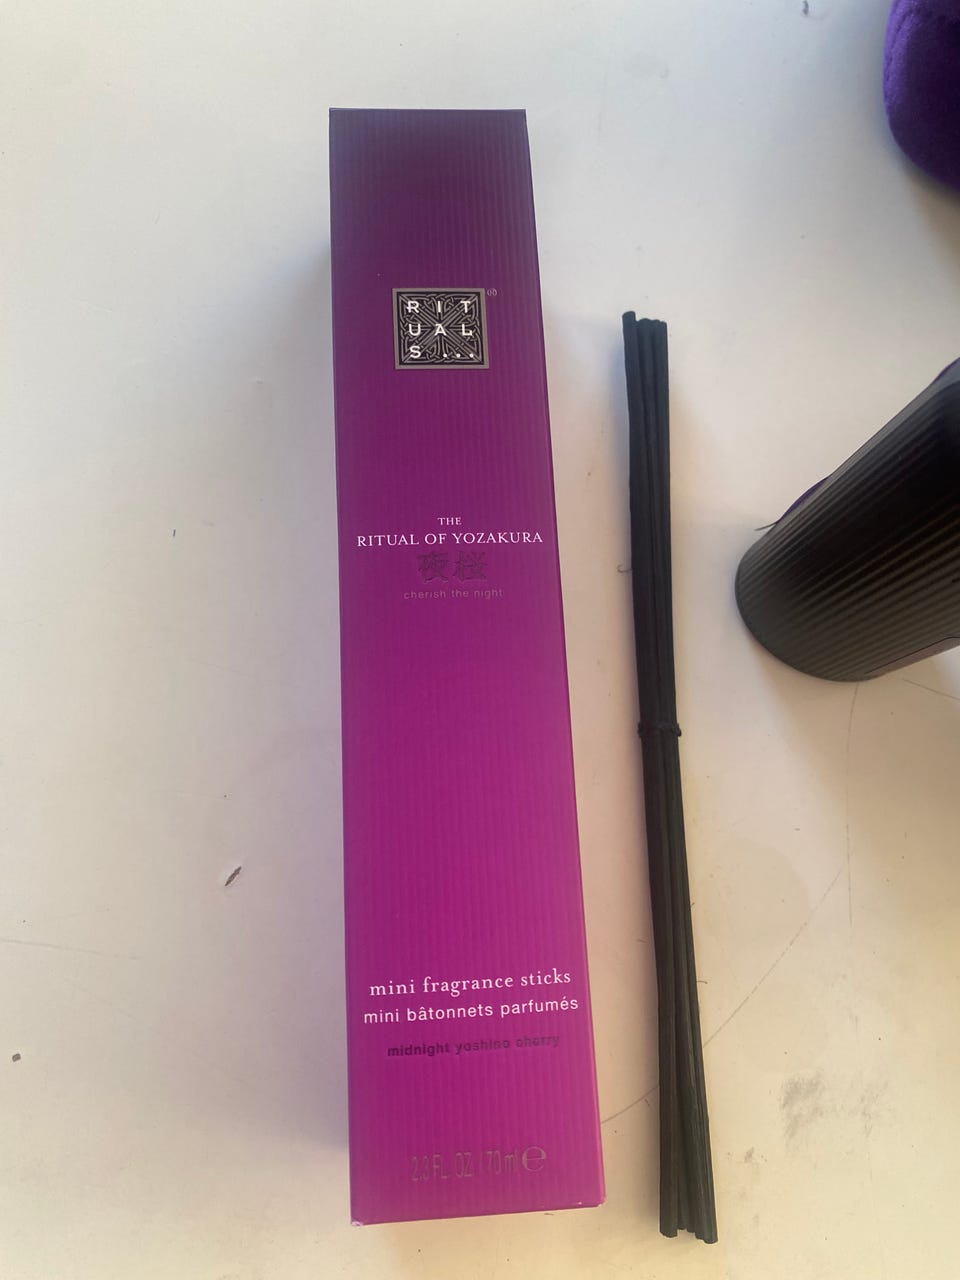 RIT
UAL
S...
®
THE
RITUAL OF YOZAKURA
夜桜
cherish the night
mini fragrance sticks
mini bâtonnets parfumés
midnight yoshino cherry
2.3 FL. OZ. / 70 ml ℮